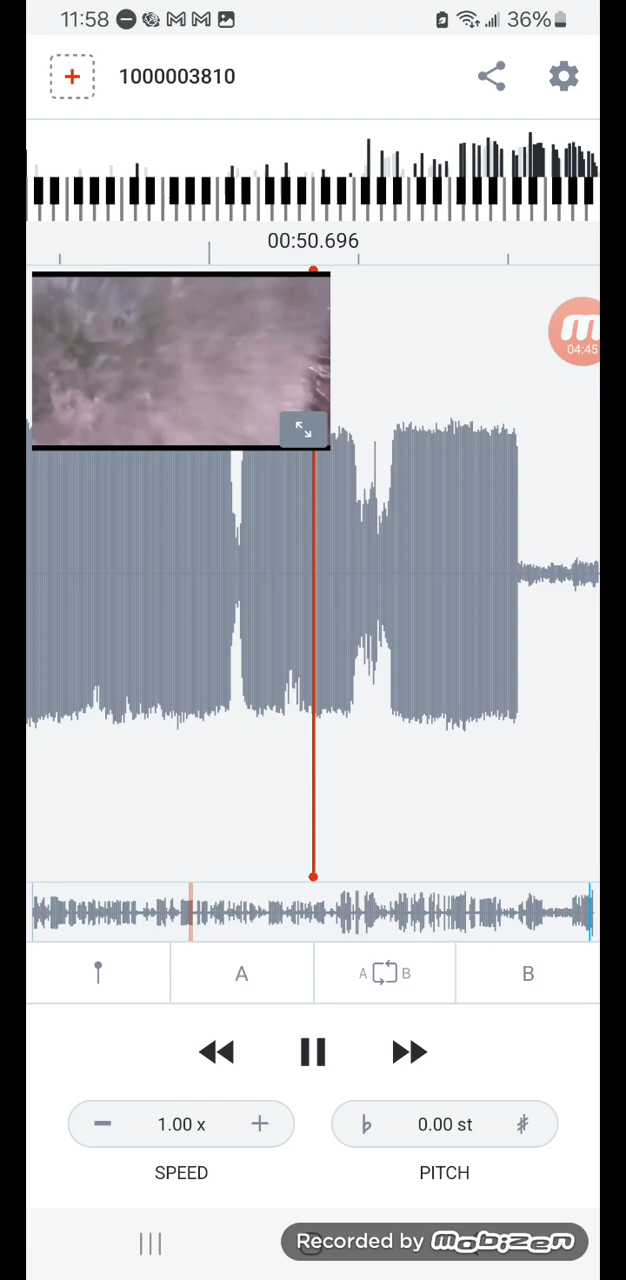 11:58 36%
1000003810
00:50.696
04:45
A A B B
1.00 x 0.00 st
SPEED PITCH
Recorded by mobizen